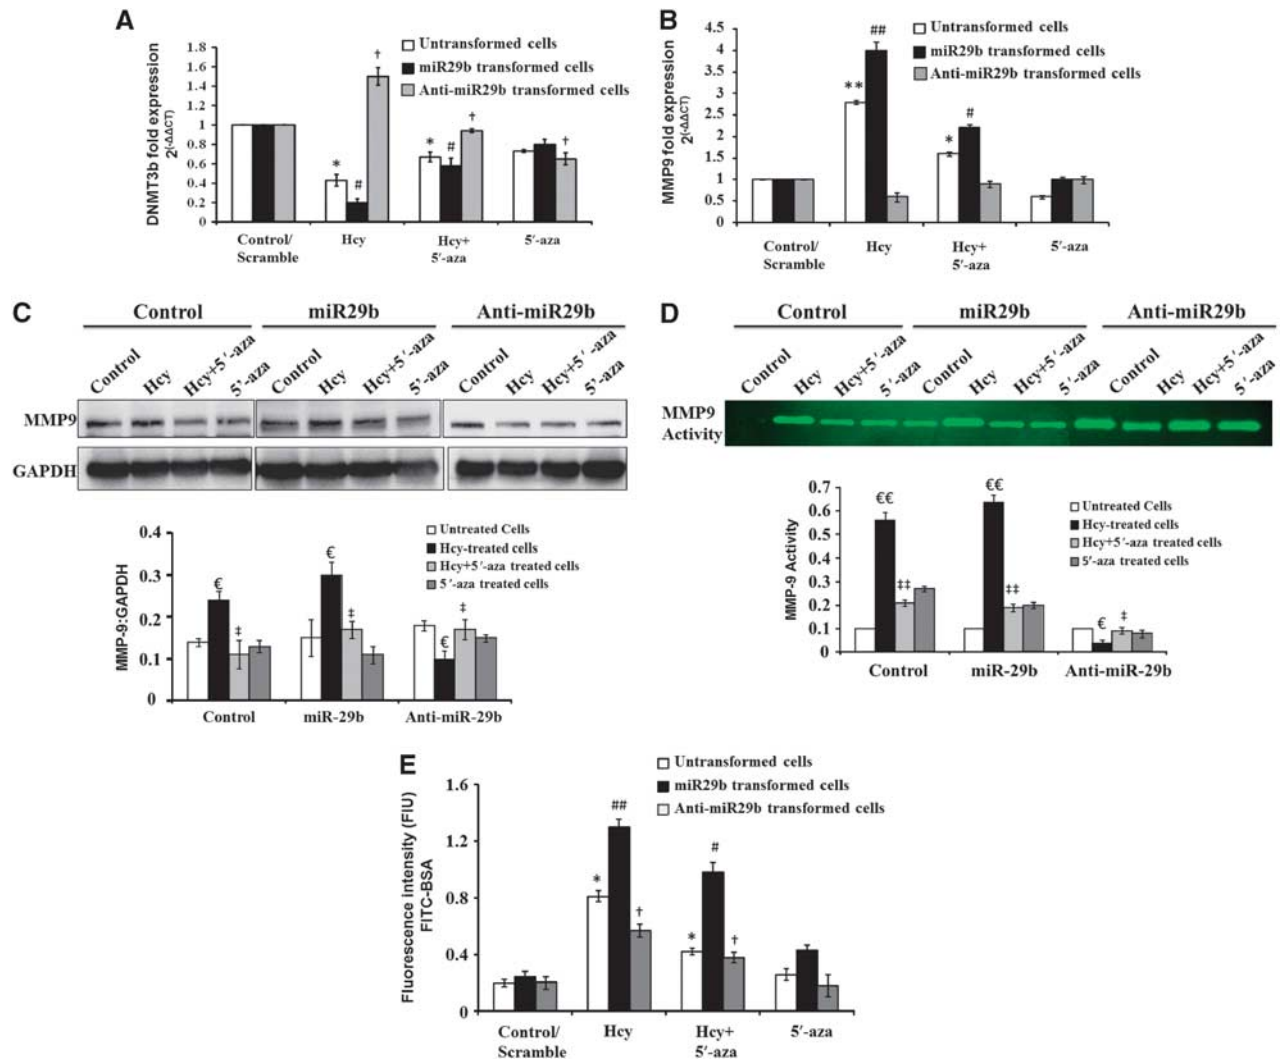 A
DNMT3b fold expression
2(-ΔΔCT)
1.8
1.6
1.4
1.2
1
0.8
0.6
0.4
0.2
0
Untransformed cells
miR29b transformed cells
Anti-miR29b transformed cells
*
#
†
*
#
†
†
Control/
Scramble
Hcy
Hcy+
5′-aza
5′-aza
B
MMP9 fold expression
2(-ΔΔCT)
4.5
4
3.5
3
2.5
2
1.5
1
0.5
0
Untransformed cells
miR29b transformed cells
Anti-miR29b transformed cells
**
##
*
#
Control/
Scramble
Hcy
Hcy+
5′-aza
5′-aza
C
Control miR29b Anti-miR29b
Control Hcy Hcy+5′-aza 5′-aza Control Hcy Hcy+5′-aza 5′-aza Control Hcy Hcy+5′-aza 5′-aza
MMP9
GAPDH
MMP-9:GAPDH
0.4
0.3
0.2
0.1
0
Untreated Cells
Hcy-treated cells
Hcy+5′-aza treated cells
5′-aza treated cells
€
‡
€
‡
€
‡
Control miR-29b Anti-miR-29b
D
Control miR29b Anti-miR29b
Control Hcy Hcy+5′-aza 5′-aza Control Hcy Hcy+5′-aza 5′-aza Control Hcy Hcy+5′-aza 5′-aza
MMP9
Activity
MMP-9 Activity
0.7
0.6
0.5
0.4
0.3
0.2
0.1
0
Untreated Cells
Hcy-treated cells
Hcy+5′-aza treated cells
5′-aza treated cells
€€
‡‡
€€
‡‡
€
‡
Control miR-29b Anti-miR-29b
E
Fluorescence intensity (FIU)
FITC-BSA
1.6
1.2
0.8
0.4
0
Untransformed cells
miR29b transformed cells
Anti-miR29b transformed cells
*
##
†
*
#
†
Control/
Scramble
Hcy
Hcy+
5′-aza
5′-aza